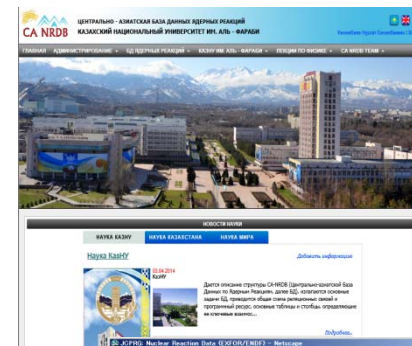 CA NRDB
ЦЕНТРАЛЬНО - АЗИАТСКАЯ БАЗА ДАННЫХ ЯДЕРНЫХ РЕАКЦИЙ
КАЗАХСКИЙ НАЦИОНАЛЬНЫЙ УНИВЕРСИТЕТ ИМ. АЛЬ - ФАРАБИ
ГЛАВНАЯ АДМИНИСТРИРОВАНИЕ БД ЯДЕРНЫХ РЕАКЦИЙ КАЗНУ ИМ. АЛЬ - ФАРАБИ ЛЕКЦИИ ПО ФИЗИКЕ CA NRDB TEAM
НОВОСТИ НАУКИ
НАУКА КАЗНУ НАУКА КАЗАХСТАНА НАУКА МИРА
Наука КазНУ Добавить информацию
03.04.2014
КазНУ
Дается описание структуры CA-NRDB (Центрально-азиатской База
Данных по Ядерным Реакциям, далее БД), излагаются основные
задачи БД, приводится общая схема реляционных связей и
программный ресурс, основные таблицы и столбцы, определяющие
ее ключевые взаимос...
Подробнее..
JCPRG: Nuclear Reaction Data (EXFOR/ENDF) - Netscape